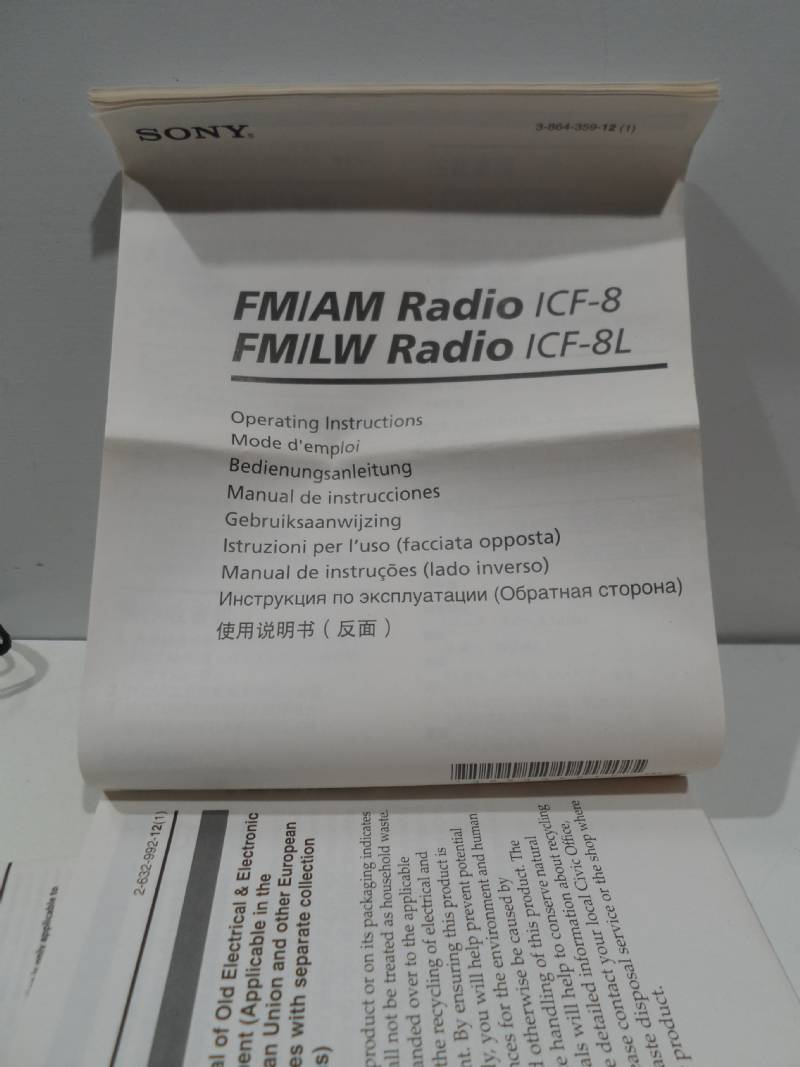 SONY®
3-864-359-12 (1)
FM/AM Radio ICF-8
FM/LW Radio ICF-8L
Operating Instructions
Mode d'emploi
Bedienungsanleitung
Manual de instrucciones
Gebruiksaanwijzing
Istruzioni per l'uso (facciata opposta)
Manual de instruções (lado inverso)
Инструкция по эксплуатации (Обратная сторона)
使用说明书（反面）
2-632-992-12(1)
al of Old Electrical & Electronic
ent (Applicable in the
an Union and other European
es with separate collection
s)
product or on its packaging indicates
all not be treated as household waste.
anded over to the applicable
the recycling of electrical and
nt. By ensuring this product is
ly, you will help prevent potential
nces for the environment and human
d otherwise be caused by
e handling of this product. The
als will help to conserve natural
e detailed information about recycling
ease contact your local Civic Office,
aste disposal service or the shop where
product.
only applicable to